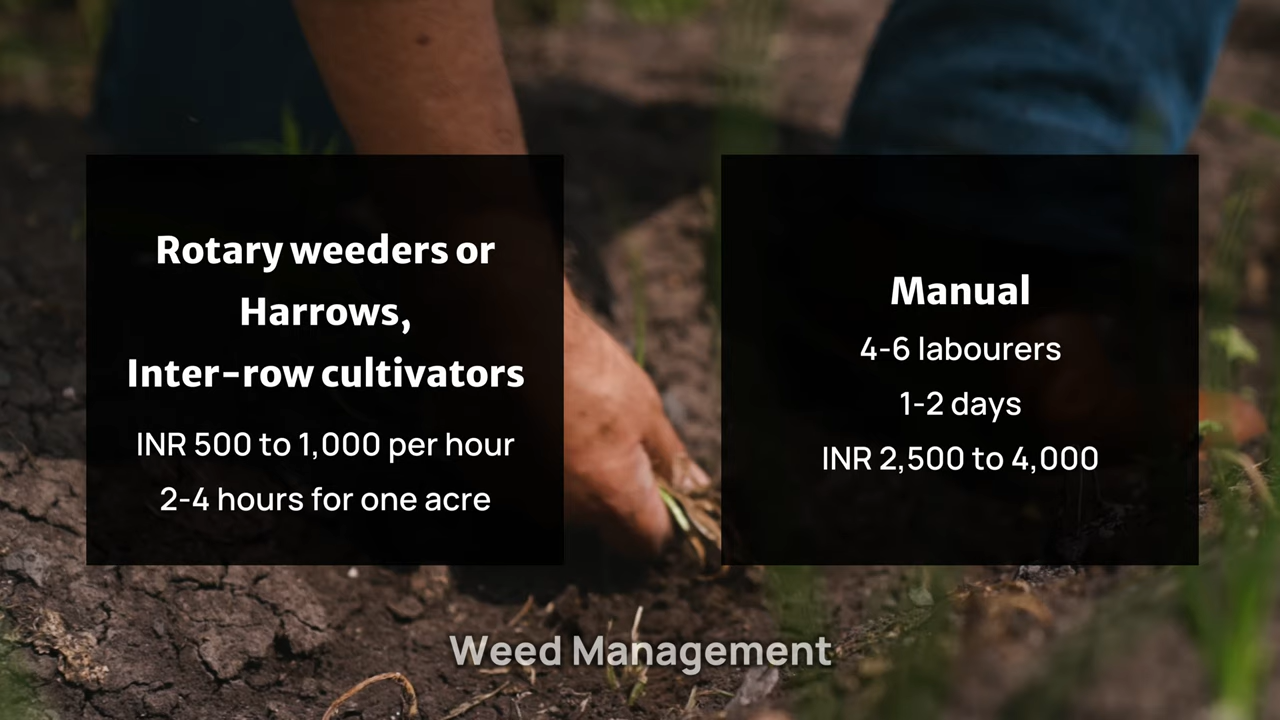 Rotary weeders or
Harrows,
Inter-row cultivators
INR 500 to 1,000 per hour
2-4 hours for one acre
Manual
4-6 labourers
1-2 days
INR 2,500 to 4,000
Weed Management